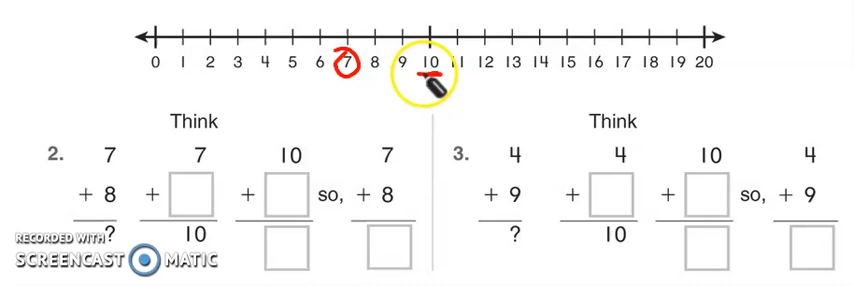 0 1 2 3 4 5 6 7 8 9 10 11 12 13 14 15 16 17 18 19 20
Think
2. 7 7 10 7
+ 8 + + so, + 8
? 10
Think
3. 4 4 10 4
+ 9 + + so, + 9
? 10
RECORDED WITH
SCREENCAST MATIC